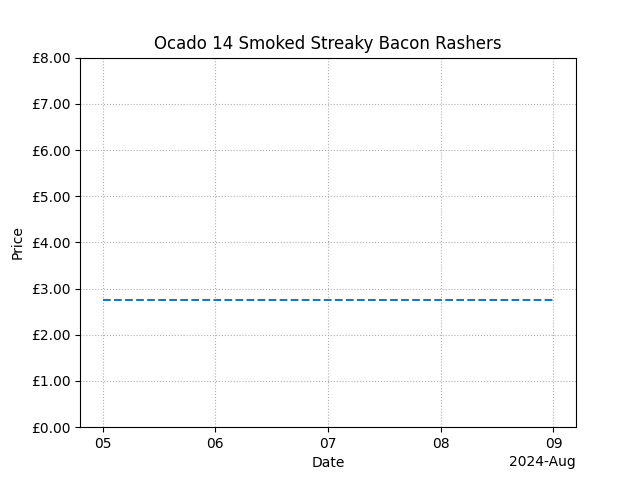 Ocado 14 Smoked Streaky Bacon Rashers
£8.00
£7.00
£6.00
£5.00
£4.00
£3.00
£2.00
£1.00
£0.00
Price
05 06 07 08 09
Date
2024-Aug